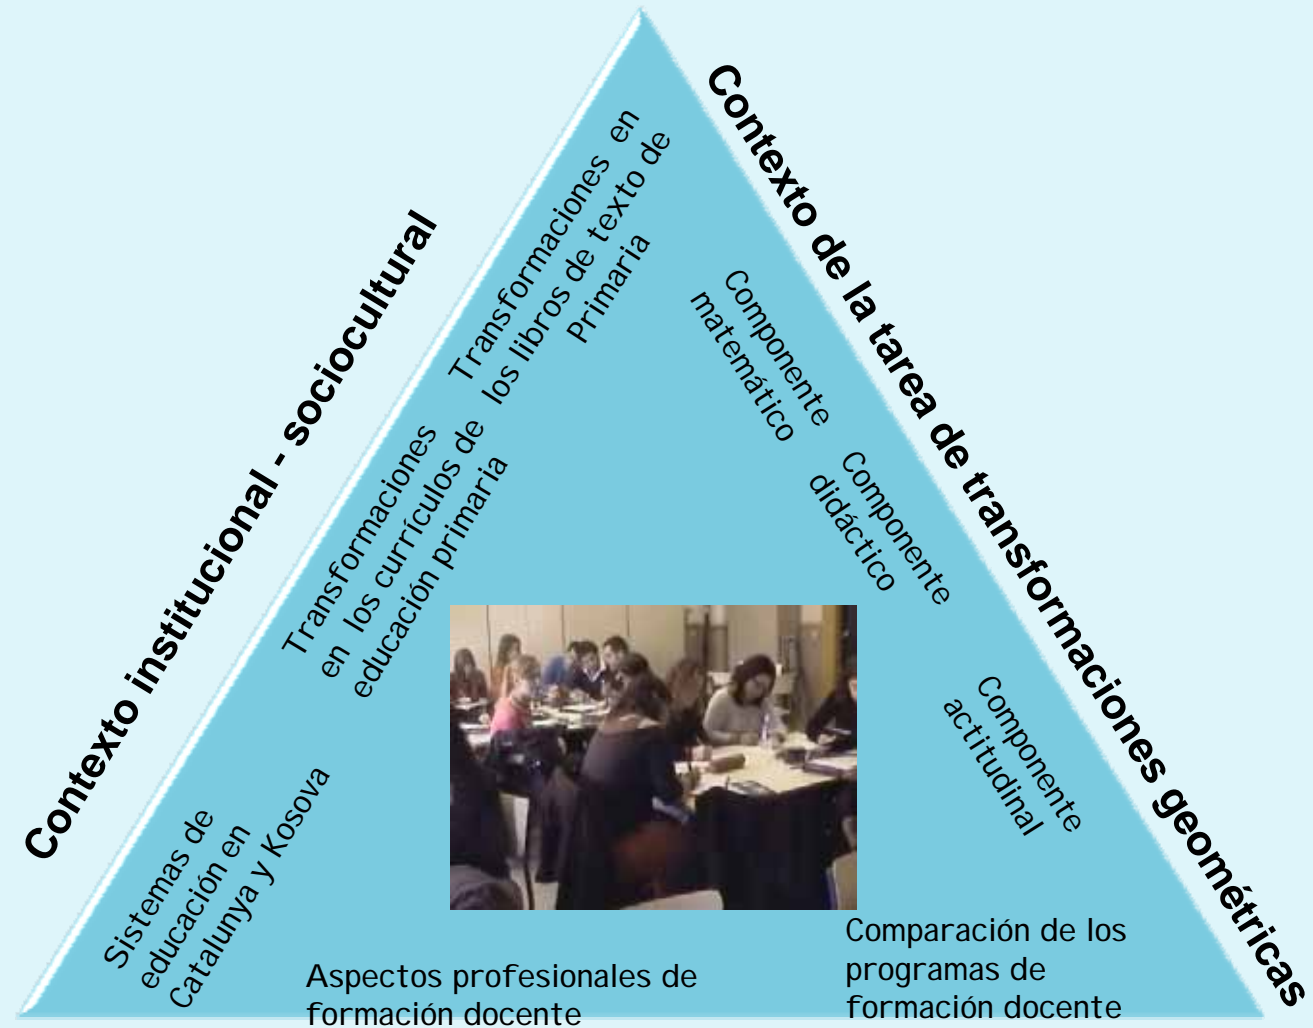 Contexto institucional - sociocultural
Contexto de la tarea de transformaciones geométricas
Transformaciones en
los libros de texto de
Primaria
Transformaciones
en los currículos de
educación primaria
Sistemas de
educación en
Catalunya y Kosova
Componente
matemático
Componente
didáctico
Componente
actitudinal
Aspectos profesionales de
formación docente
Comparación de los
programas de
formación docente